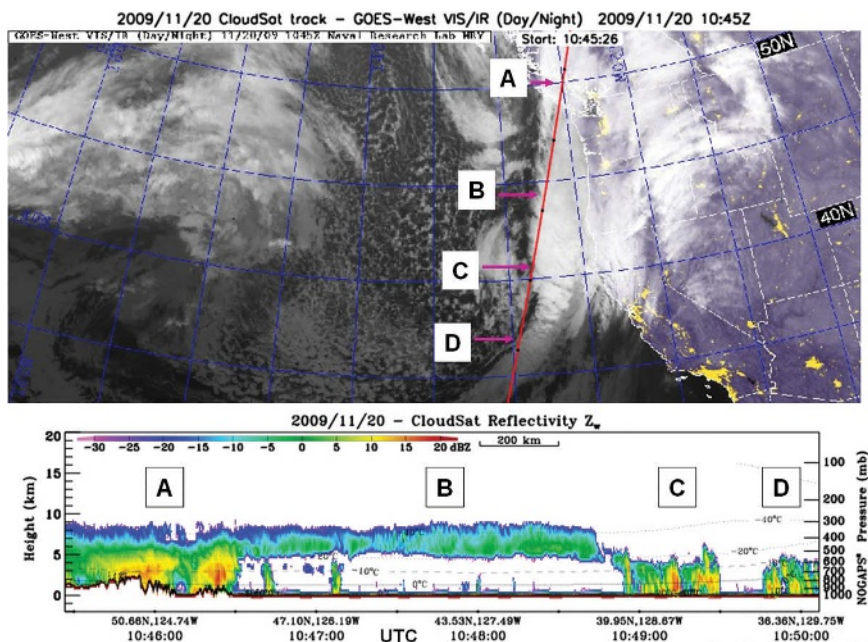 2009/11/20 CloudSat track - GOES-West VIS/IR (Day/Night) 2009/11/20 10:45Z
GOES-West VIS/IR (Day/Night) 11/20/09 1045Z Naval Research Lab MRY
Start: 10:45:26
50N
A
B
40N
C
D
2009/11/20 - CloudSat Reflectivity Zw
-30 -25 -20 -15 -10 -5 0 5 10 15 20 dBZ
200 km
Height (km)
20
15
10
5
0
A
B
C
D
100
200
300
400
500
600
700
800
1000
NOGAPS* Pressure (mb)
-40°C
-20°C
-10°C
0°C
50.66N,124.74W 47.10N,126.19W 43.53N,127.49W 39.95N,128.67W 36.36N,129.75W
10:46:00 10:47:00 10:48:00 10:49:00 10:50:00
UTC